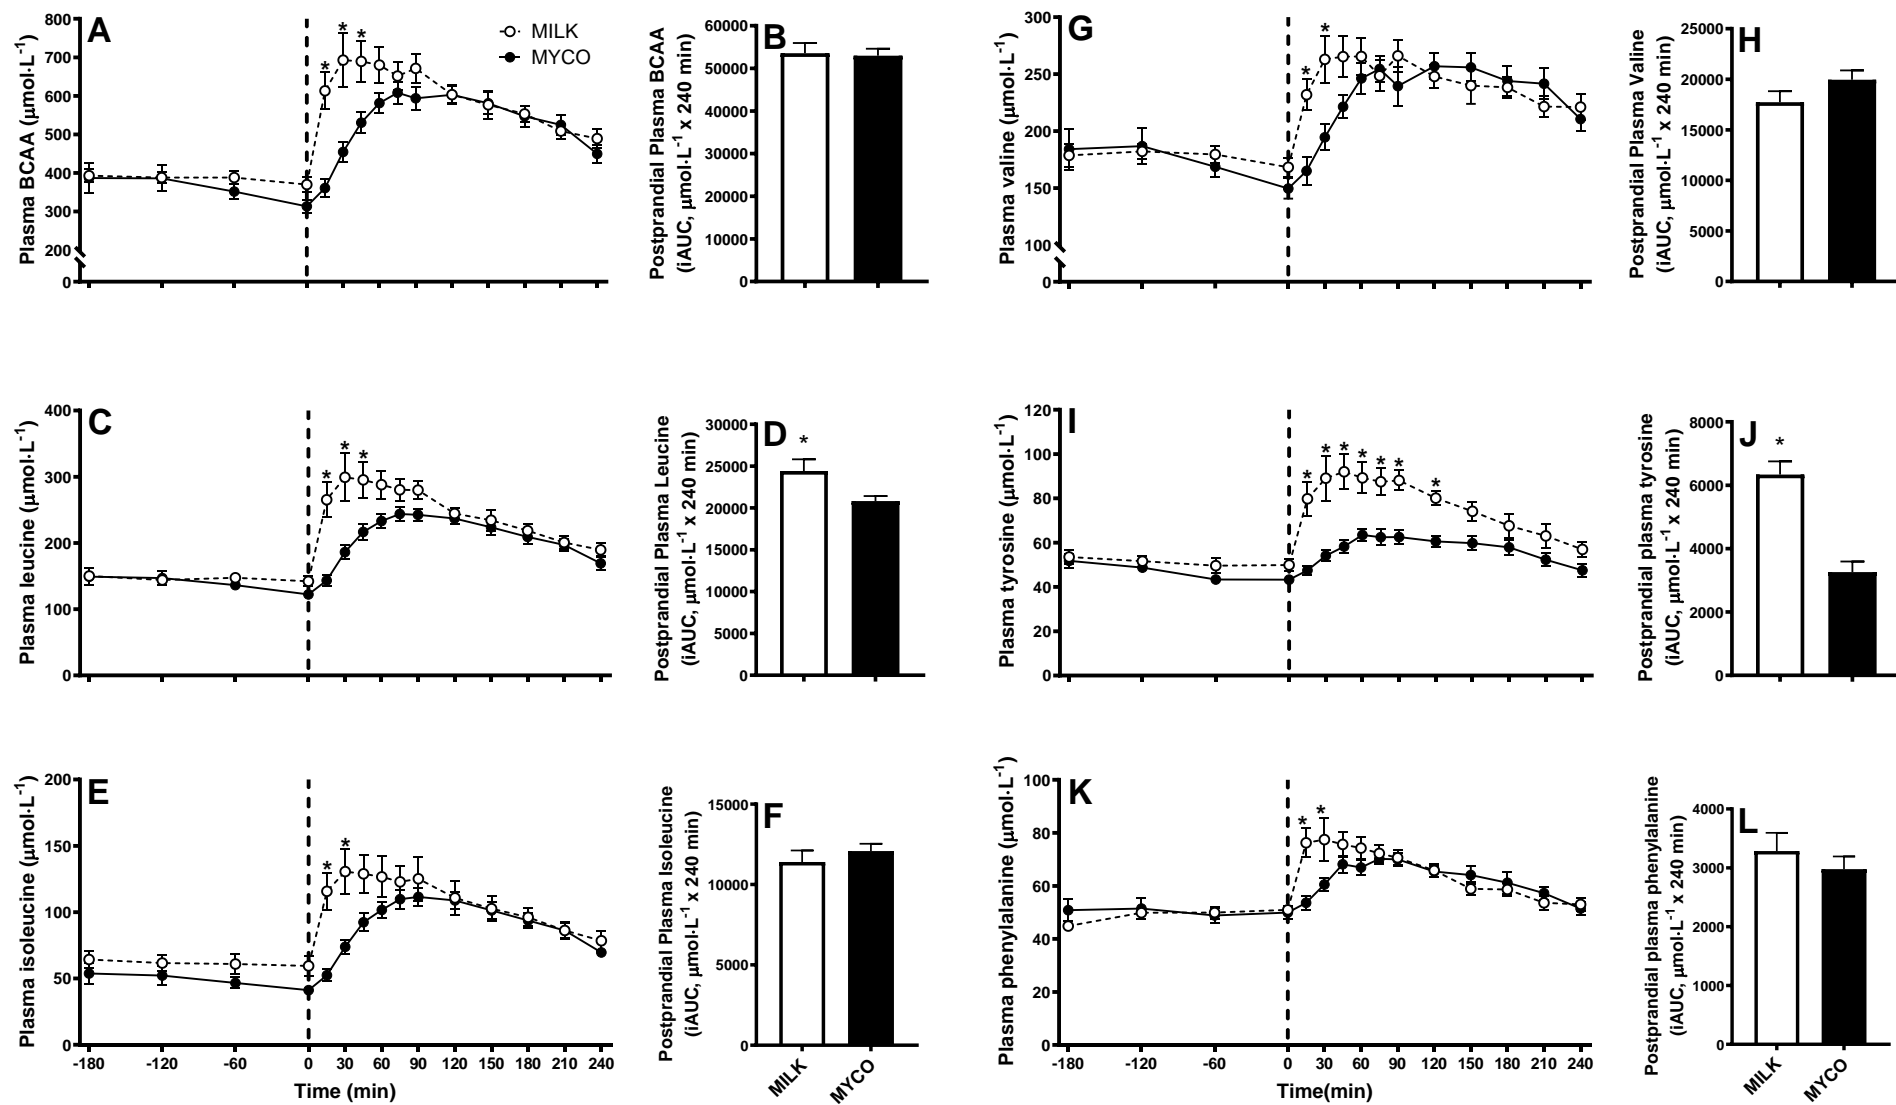 A
MILK
MYCO
Plasma BCAA (µmol·L⁻¹)
800
700
600
500
400
300
200
0
* * *
B
Postprandial Plasma BCAA
(iAUC, µmol·L⁻¹ x 240 min)
60000
50000
40000
30000
20000
10000
0
G
Plasma valine (µmol·L⁻¹)
300
250
200
150
100
0
* *
H
Postprandial Plasma Valine
(iAUC, µmol·L⁻¹ x 240 min)
25000
20000
15000
10000
5000
0
C
Plasma leucine (µmol·L⁻¹)
400
300
200
100
0
* * *
D
Postprandial Plasma Leucine
(iAUC, µmol·L⁻¹ x 240 min)
30000
25000
20000
15000
10000
5000
0
*
I
Plasma tyrosine (µmol·L⁻¹)
120
100
80
60
40
20
0
* * * * * * *
J
Postprandial plasma tyrosine
(iAUC, µmol·L⁻¹ x 240 min)
8000
6000
4000
2000
0
*
E
Plasma isoleucine (µmol·L⁻¹)
200
150
100
50
0
* *
-180 -120 -60 0 30 60 90 120 150 180 210 240
Time (min)
F
Postprandial Plasma Isoleucine
(iAUC, µmol·L⁻¹ x 240 min)
15000
10000
5000
0
MILK MYCO
K
Plasma phenylalanine (µmol·L⁻¹)
100
80
60
40
20
0
* *
-180 -120 -60 0 30 60 90 120 150 180 210 240
Time(min)
L
Postprandial plasma phenylalanine
(iAUC, µmol·L⁻¹ x 240 min)
4000
3000
2000
1000
0
MILK MYCO